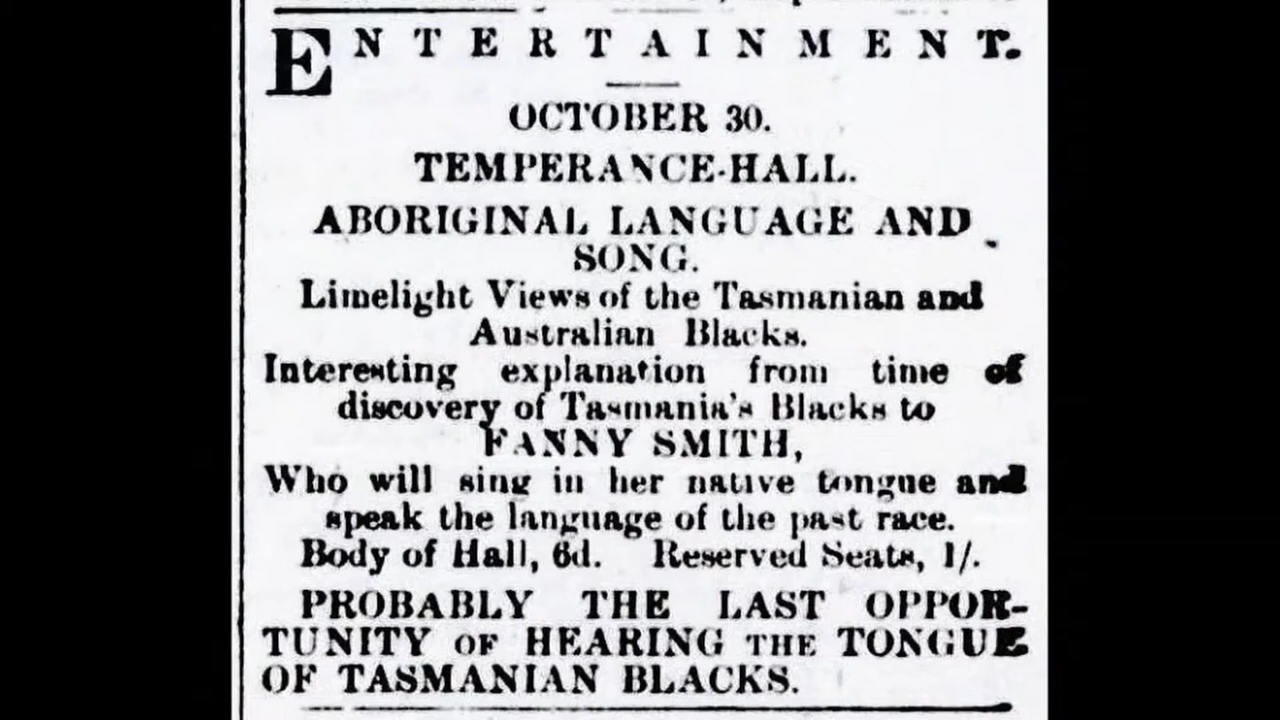 ENTERTAINMENT.
OCTOBER 30.
TEMPERANCE-HALL.
ABORIGINAL LANGUAGE AND
SONG.
Limelight Views of the Tasmanian and
Australian Blacks.
Interesting explanation from time of
discovery of Tasmania's Blacks to
FANNY SMITH,
Who will sing in her native tongue and
speak the language of the past race.
Body of Hall, 6d. Reserved Seats, 1/.
PROBABLY THE LAST OPPOR-
TUNITY OF HEARING THE TONGUE
OF TASMANIAN BLACKS.